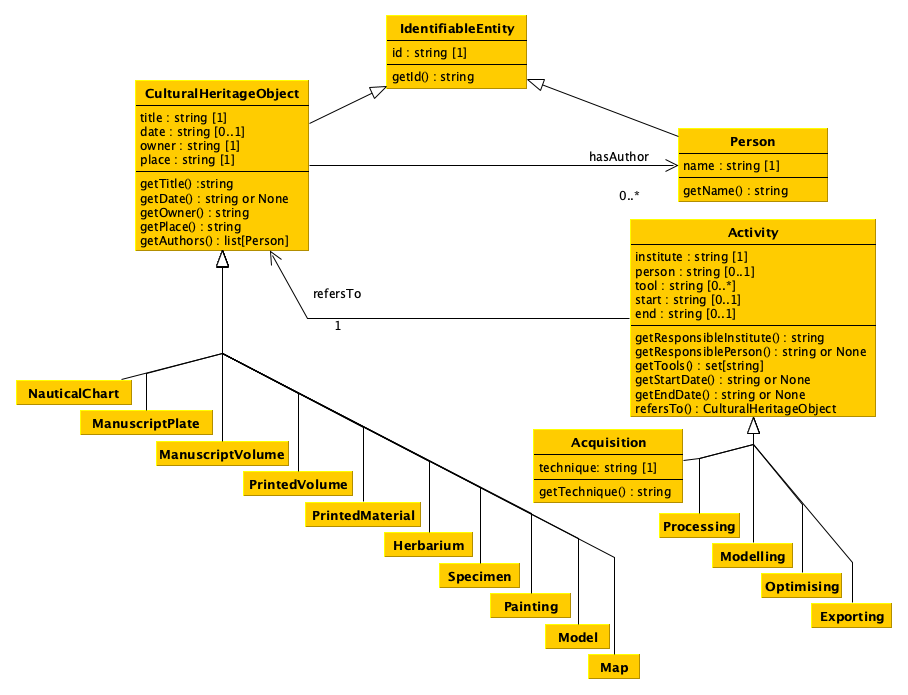 IdentifiableEntity
id : string [1]
getId() : string
CulturalHeritageObject
title : string [1]
date : string [0..1]
owner : string [1]
place : string [1]
getTitle() :string
getDate() : string or None
getOwner() : string
getPlace() : string
getAuthors() : list[Person]
hasAuthor
0..*
Person
name : string [1]
getName() : string
Activity
institute : string [1]
person : string [0..1]
tool : string [0..*]
start : string [0..1]
end : string [0..1]
getResponsibleInstitute() : string
getResponsiblePerson() : string or None
getTools() : set[string]
getStartDate() : string or None
getEndDate() : string or None
refersTo() : CulturalHeritageObject
refersTo
1
NauticalChart
ManuscriptPlate
ManuscriptVolume
PrintedVolume
PrintedMaterial
Herbarium
Specimen
Painting
Model
Map
Acquisition
technique: string [1]
getTechnique() : string
Processing
Modelling
Optimising
Exporting